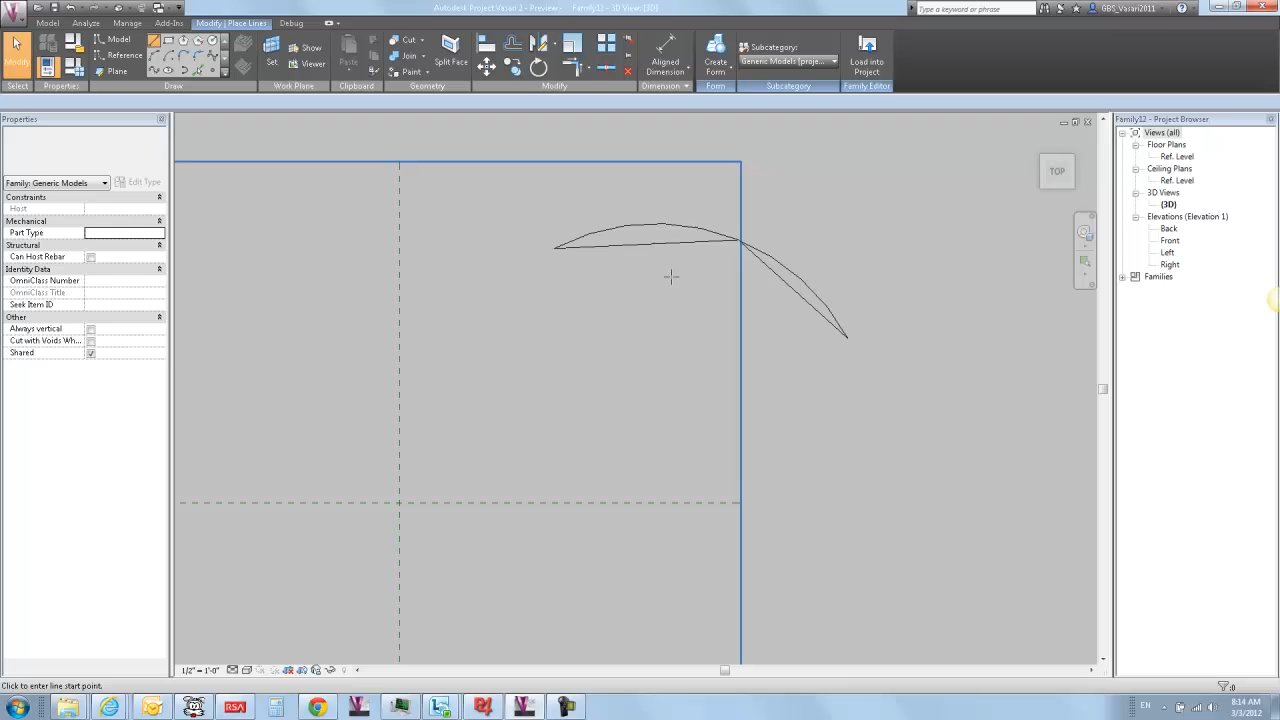 Autodesk Project Vasari 2 - Preview - Family12 - 3D View: {3D}
Type a keyword or phrase
GBS_Vasari2011
Model Analyze Manage Add-Ins Modify | Place Lines Debug
Modify
Model
Reference
Plane
Set
Show
Viewer
Paste
Cut
Join
Paint
Split Face
Aligned
Dimension
Create
Form
Subcategory:
Generic Models (proje...
Load into
Project
Select Properties Draw Work Plane Clipboard Geometry Modify Dimension Form Subcategory Family Editor
Properties
Family: Generic Models
Edit Type
Constraints
Host
Mechanical
Part Type
Structural
Can Host Rebar
Identity Data
OmniClass Number
OmniClass Title
Seek Item ID
Other
Always vertical
Cut with Voids Wh...
Shared
TOP
Family12 - Project Browser
Views (all)
Floor Plans
Ref. Level
Ceiling Plans
Ref. Level
3D Views
{3D}
Elevations (Elevation 1)
Back
Front
Left
Right
Families
1/2" = 1'-0"
Click to enter line start point.
:0
RSA
EN
8:14 AM
3/3/2012